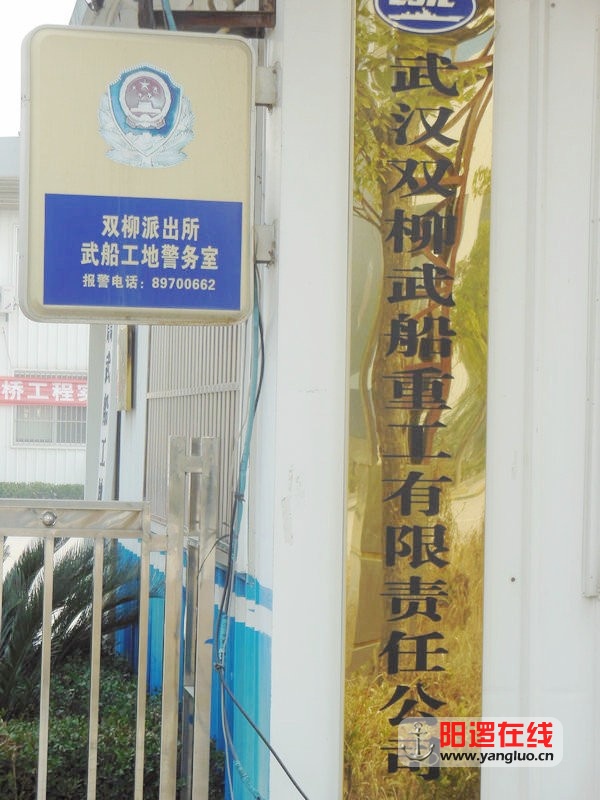 双柳派出所
武船工地警务室
报警电话：89700662
武汉双柳武船重工有限责任公司
桥工程
阳逻在线
www.yangluo.cn